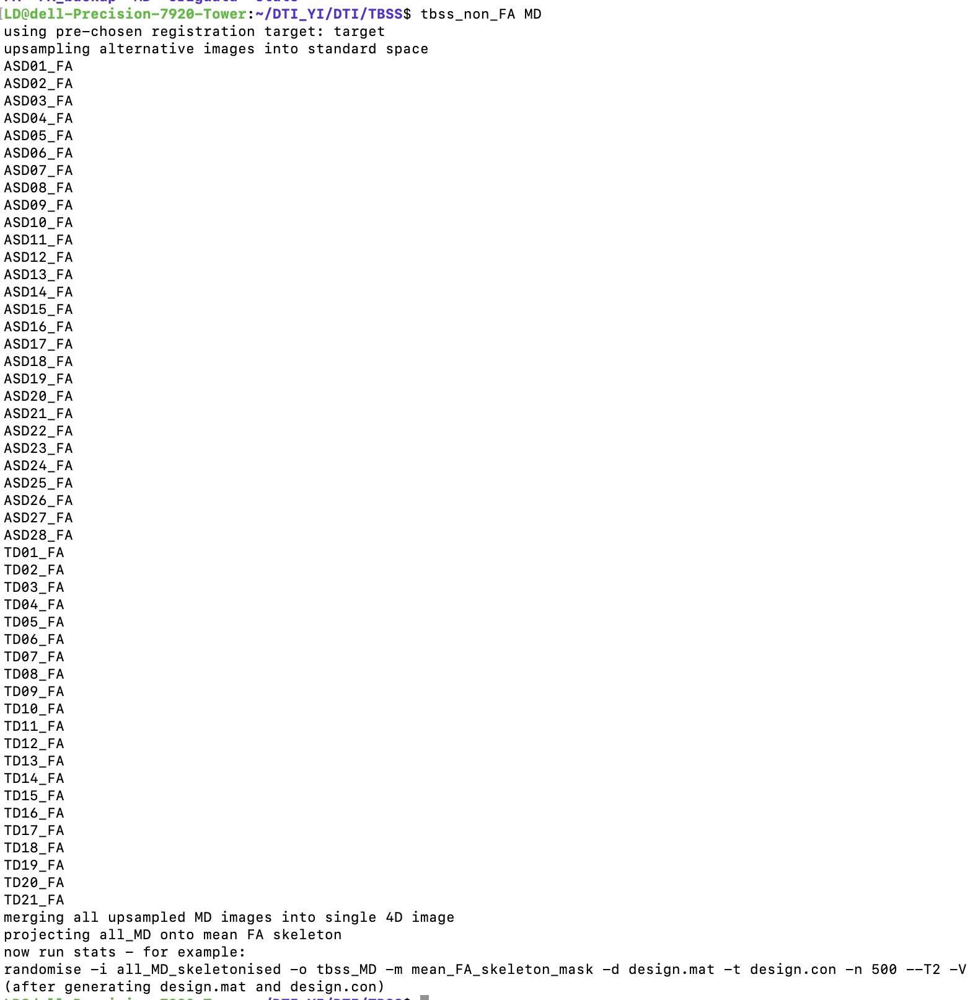 LD@dell-Precision-7920-Tower:~/DTI_YI/DTI/TBSS$ tbss_non_FA MD
using pre-chosen registration target: target
upsampling alternative images into standard space
ASD01_FA
ASD02_FA
ASD03_FA
ASD04_FA
ASD05_FA
ASD06_FA
ASD07_FA
ASD08_FA
ASD09_FA
ASD10_FA
ASD11_FA
ASD12_FA
ASD13_FA
ASD14_FA
ASD15_FA
ASD16_FA
ASD17_FA
ASD18_FA
ASD19_FA
ASD20_FA
ASD21_FA
ASD22_FA
ASD23_FA
ASD24_FA
ASD25_FA
ASD26_FA
ASD27_FA
ASD28_FA
TD01_FA
TD02_FA
TD03_FA
TD04_FA
TD05_FA
TD06_FA
TD07_FA
TD08_FA
TD09_FA
TD10_FA
TD11_FA
TD12_FA
TD13_FA
TD14_FA
TD15_FA
TD16_FA
TD17_FA
TD18_FA
TD19_FA
TD20_FA
TD21_FA
merging all upsampled MD images into single 4D image
projecting all_MD onto mean FA skeleton
now run stats - for example:
randomise -i all_MD_skeletonised -o tbss_MD -m mean_FA_skeleton_mask -d design.mat -t design.con -n 500 --T2 -V
(after generating design.mat and design.con)